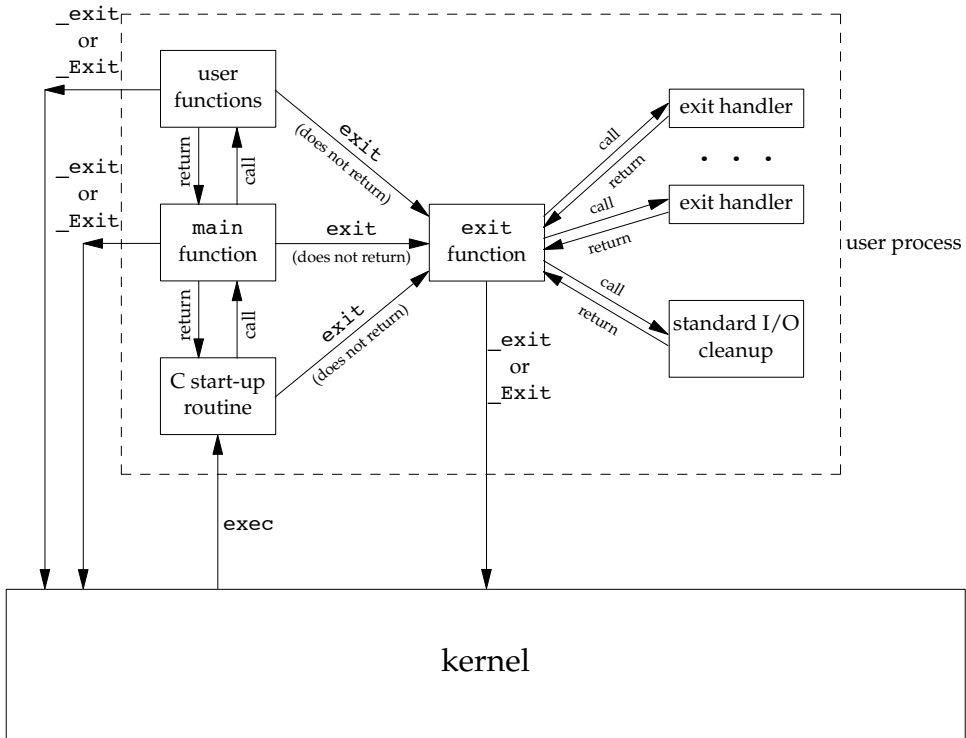 _exit
or
_Exit
user
functions
exit
(does not return)
call
return
exit handler
. . .
return
call
_exit
or
_Exit
main
function
exit
(does not return)
exit
function
call
return
exit handler
user process
return
call
exit
(does not return)
call
return
standard I/O
cleanup
C start-up
routine
_exit
or
_Exit
exec
kernel